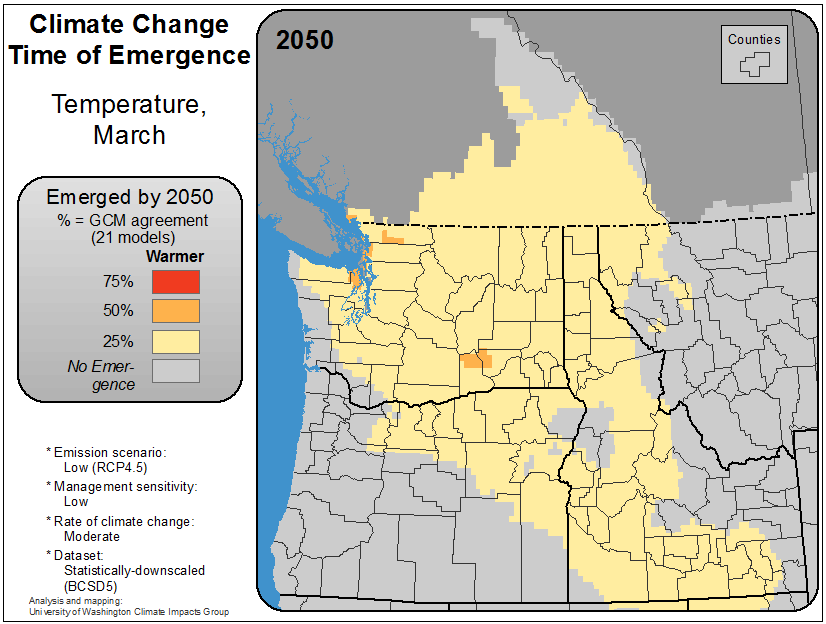 Climate Change
Time of Emergence
Temperature,
March
Emerged by 2050
% = GCM agreement
(21 models)
Warmer
75%
50%
25%
No Emer-
gence
* Emission scenario:
Low (RCP4.5)
* Management sensitivity:
Low
* Rate of climate change:
Moderate
* Dataset:
Statistically-downscaled
(BCSD5)
Analysis and mapping:
University of Washington Climate Impacts Group
2050
Counties